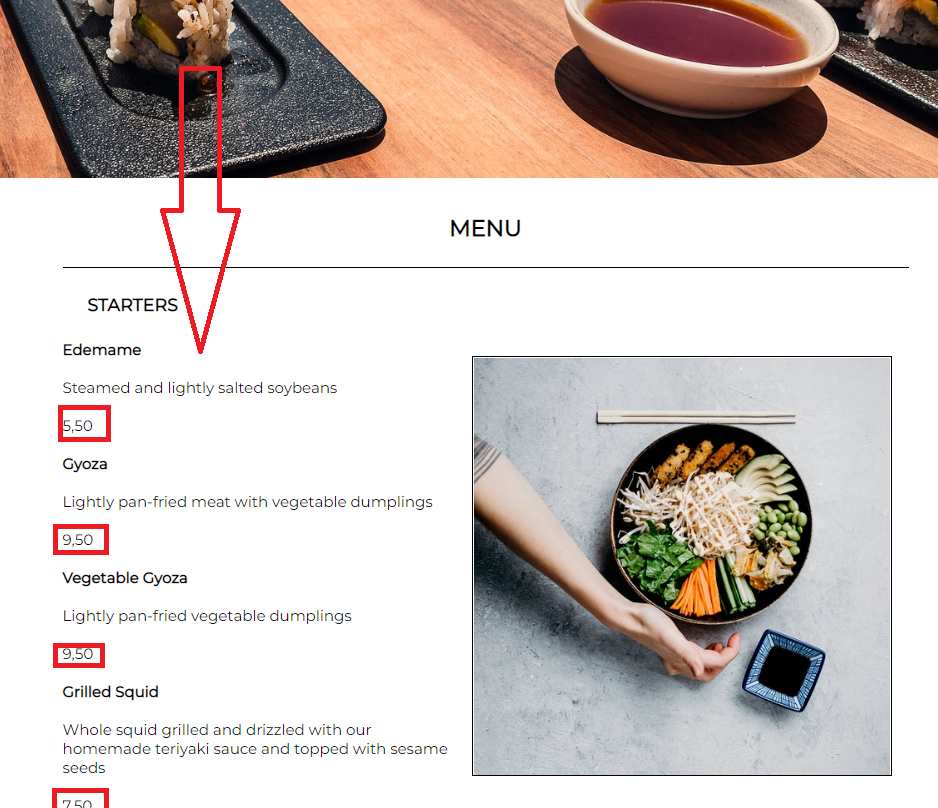 MENU
STARTERS
Edemame
Steamed and lightly salted soybeans
5,50
Gyoza
Lightly pan-fried meat with vegetable dumplings
9,50
Vegetable Gyoza
Lightly pan-fried vegetable dumplings
9,50
Grilled Squid
Whole squid grilled and drizzled with our
homemade teriyaki sauce and topped with sesame
seeds
7,50